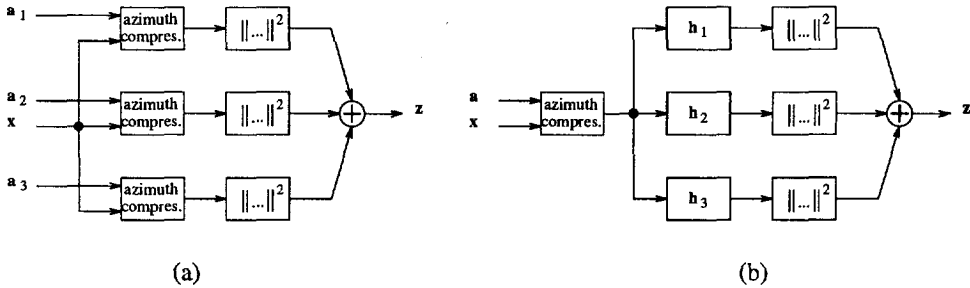 a 1
azimuth
compres.
||...||²
a 2
x
azimuth
compres.
||...||²
+
z
a 3
azimuth
compres.
||...||²
(a)
a
x
azimuth
compres.
h 1
||...||²
h 2
||...||²
+
z
h 3
||...||²
(b)